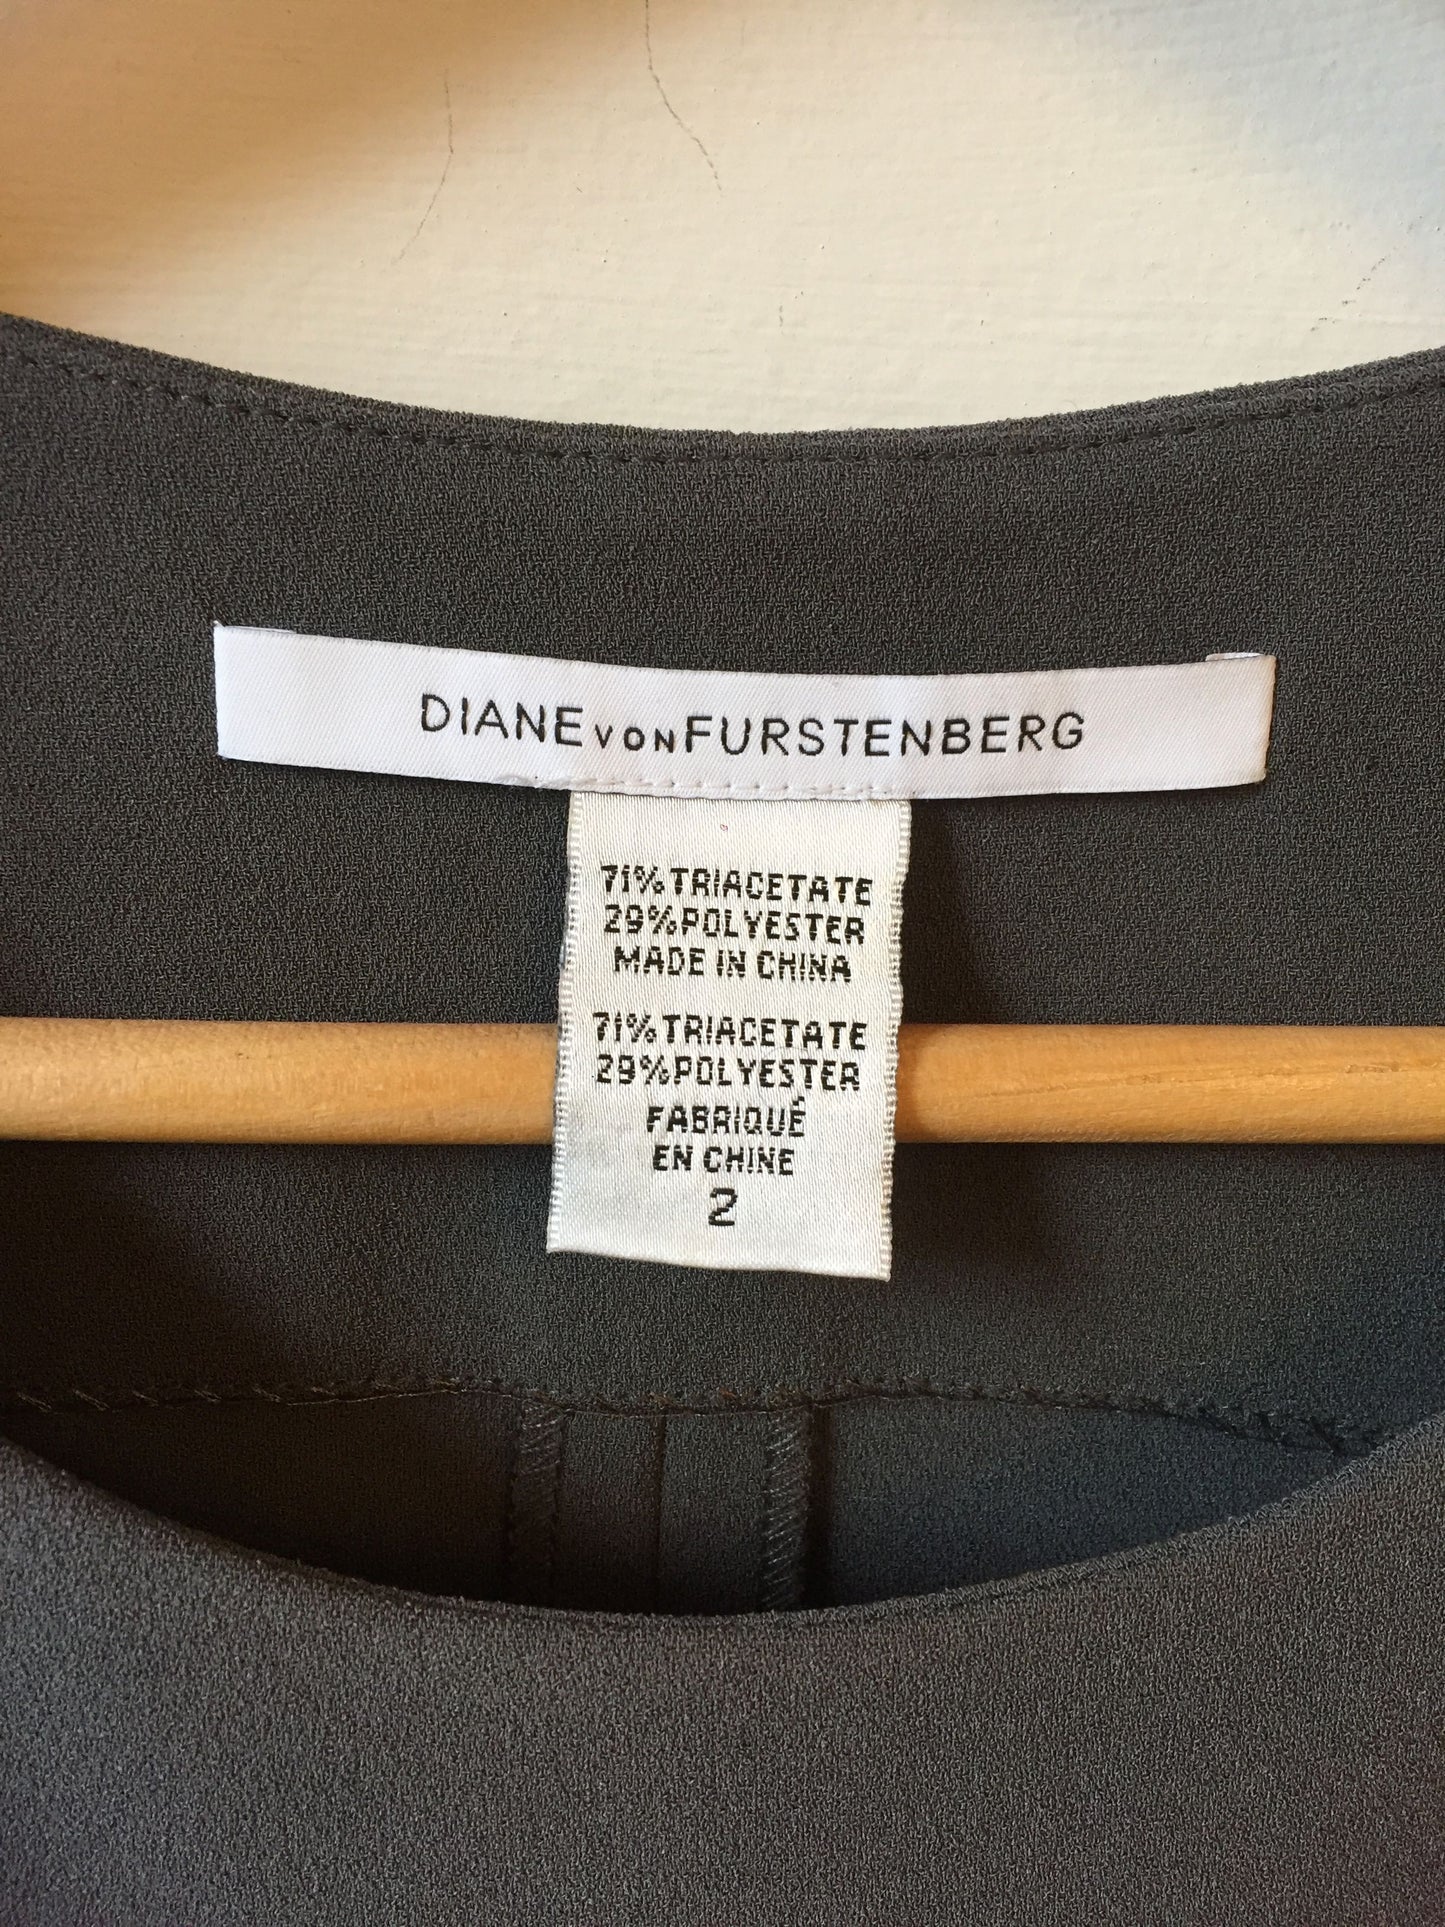 DIANE VON FURSTENBERG
71% TRIACETATE
29% POLYESTER
MADE IN CHINA
71% TRIACETATE
29% POLYESTER
FABRIQUÉ
EN CHINE
2